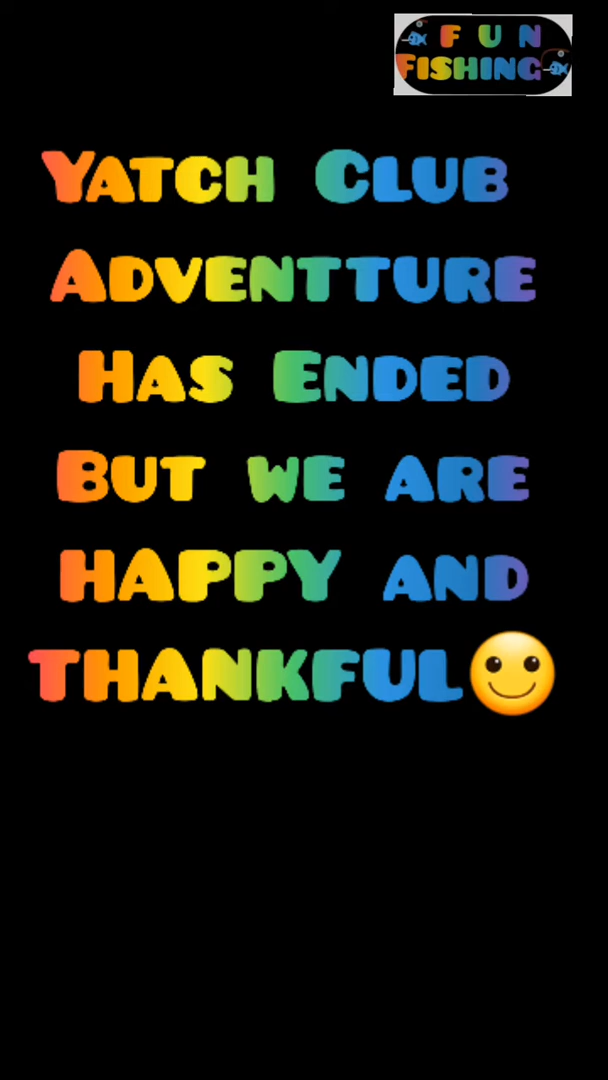 FUN
FISHING
YATCH CLUB
ADVENTTURE
HAS ENDED
BUT WE ARE
HAPPY AND
THANKFUL🙂